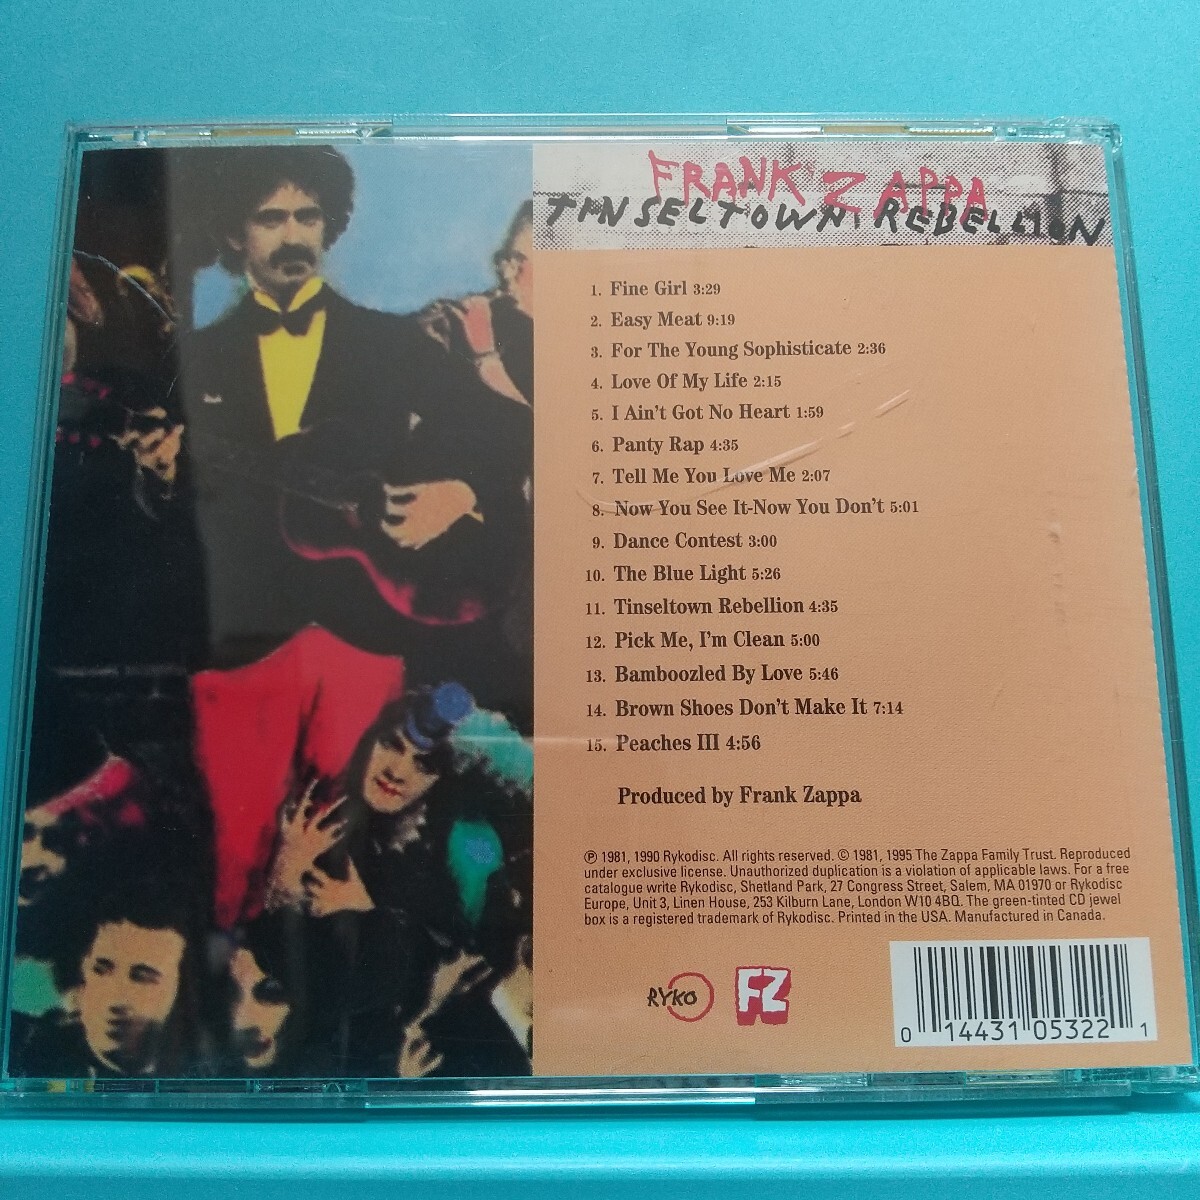 FRANK ZAPPA
TINSELTOWN REBELLION
1. Fine Girl 3:29
2. Easy Meat 9:19
3. For The Young Sophisticate 2:36
4. Love Of My Life 2:15
5. I Ain't Got No Heart 1:59
6. Panty Rap 4:35
7. Tell Me You Love Me 2:07
8. Now You See It-Now You Don't 5:01
9. Dance Contest 3:00
10. The Blue Light 5:26
11. Tinseltown Rebellion 4:35
12. Pick Me, I'm Clean 5:00
13. Bamboozled By Love 5:46
14. Brown Shoes Don't Make It 7:14
15. Peaches III 4:56
Produced by Frank Zappa
℗ 1981, 1990 Rykodisc. All rights reserved. © 1981, 1995 The Zappa Family Trust. Reproduced
under exclusive license. Unauthorized duplication is a violation of applicable laws. For a free
catalogue write Rykodisc, Shetland Park, 27 Congress Street, Salem, MA 01970 or Rykodisc
Europe, Unit 3, Linen House, 253 Kilburn Lane, London W10 4BQ. The green-tinted CD jewel
box is a registered trademark of Rykodisc. Printed in the USA. Manufactured in Canada.
RYKO
FZ
0 14431 05322 1